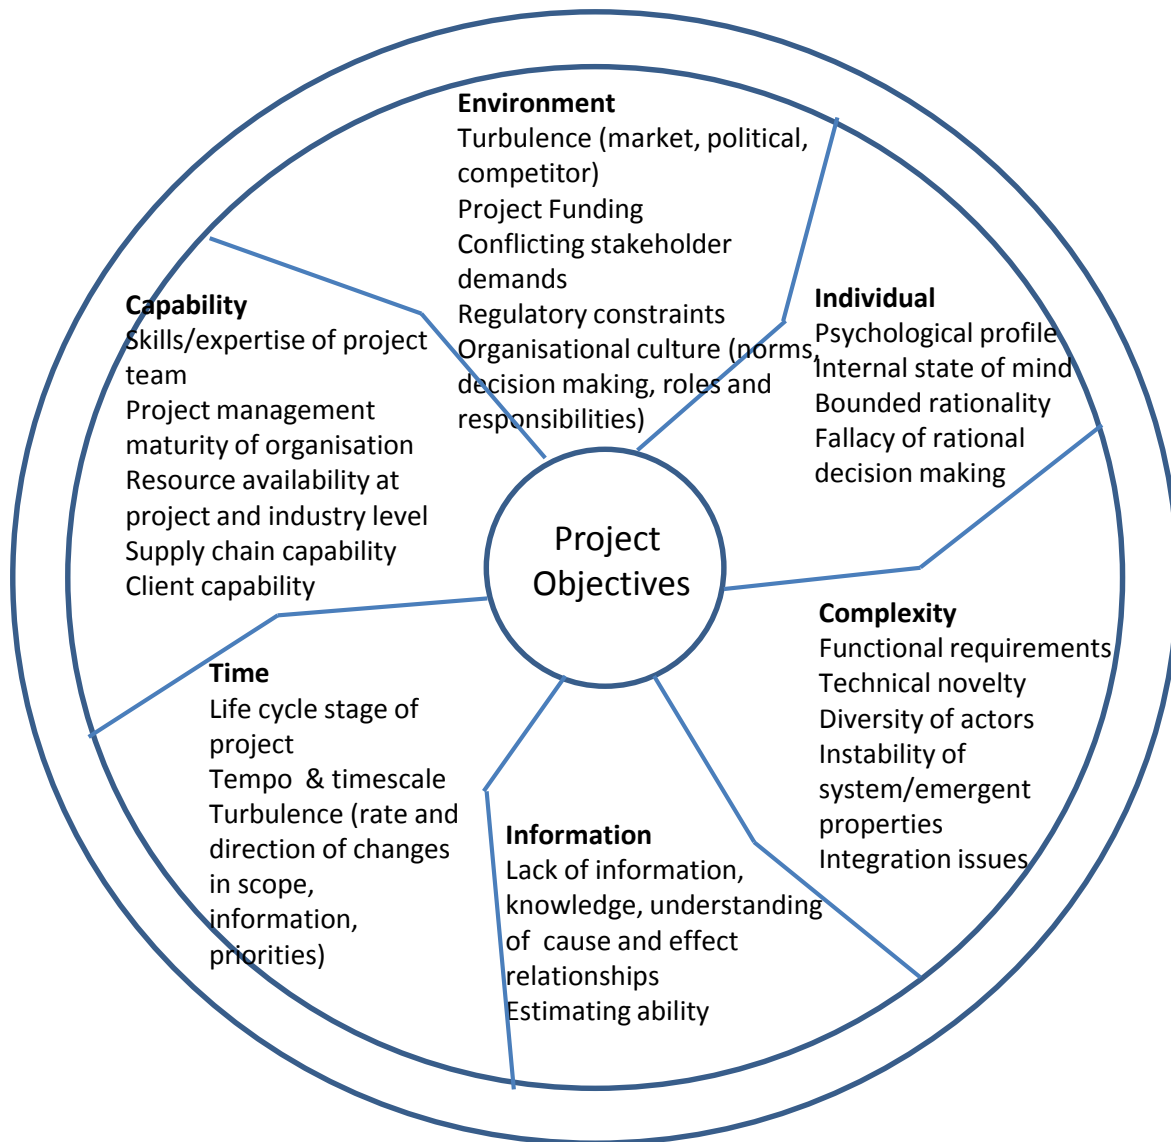 Environment
Turbulence (market, political,
competitor)
Project Funding
Conflicting stakeholder
demands
Regulatory constraints
Organisational culture (norms,
decision making, roles and
responsibilities)
Individual
Psychological profile
Internal state of mind
Bounded rationality
Fallacy of rational
decision making
Complexity
Functional requirements
Technical novelty
Diversity of actors
Instability of
system/emergent
properties
Integration issues
Information
Lack of information,
knowledge, understanding
of cause and effect
relationships
Estimating ability
Time
Life cycle stage of
project
Tempo & timescale
Turbulence (rate and
direction of changes
in scope,
information,
priorities)
Capability
Skills/expertise of project
team
Project management
maturity of organisation
Resource availability at
project and industry level
Supply chain capability
Client capability
Project
Objectives